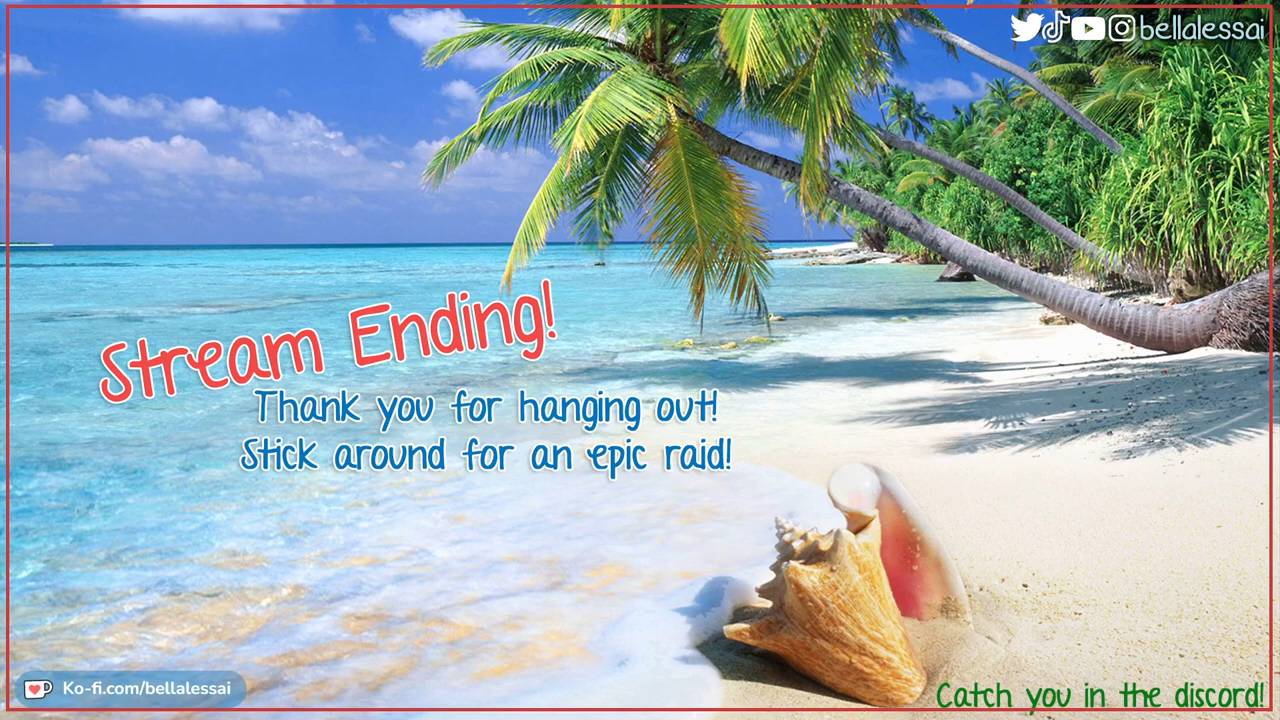 bellalessai
Stream Ending!
Thank you for hanging out!
Stick around for an epic raid!
Ko-fi.com/bellalessai
Catch you in the discord!